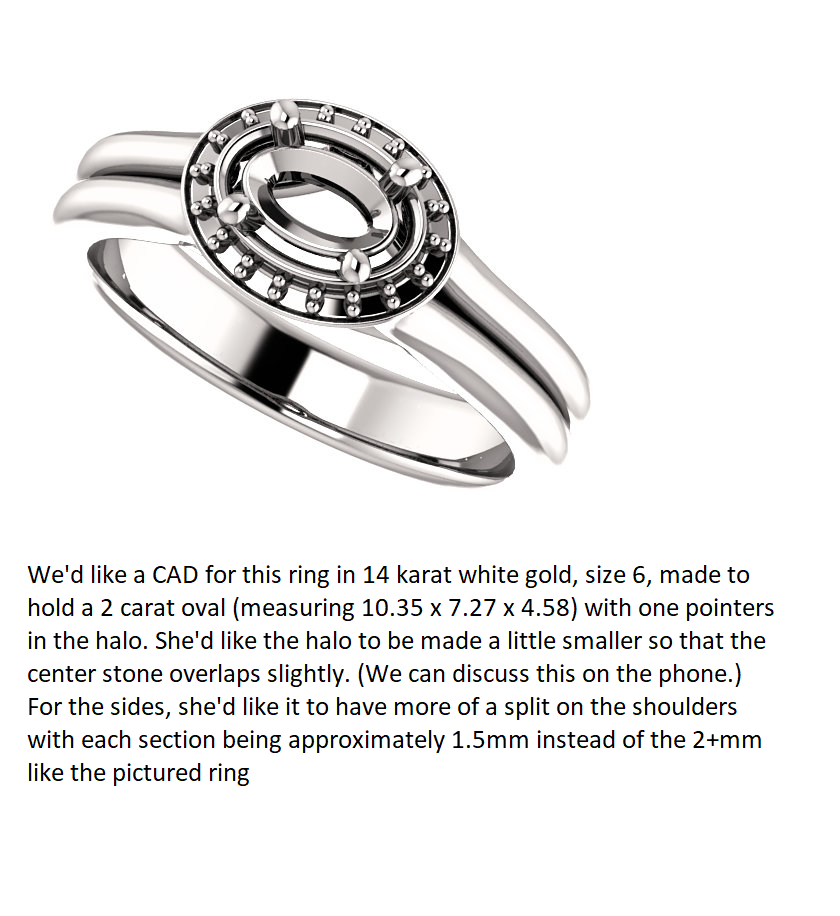 We'd like a CAD for this ring in 14 karat white gold, size 6, made to
hold a 2 carat oval (measuring 10.35 x 7.27 x 4.58) with one pointers
in the halo. She'd like the halo to be made a little smaller so that the
center stone overlaps slightly. (We can discuss this on the phone.)
For the sides, she'd like it to have more of a split on the shoulders
with each section being approximately 1.5mm instead of the 2+mm
like the pictured ring